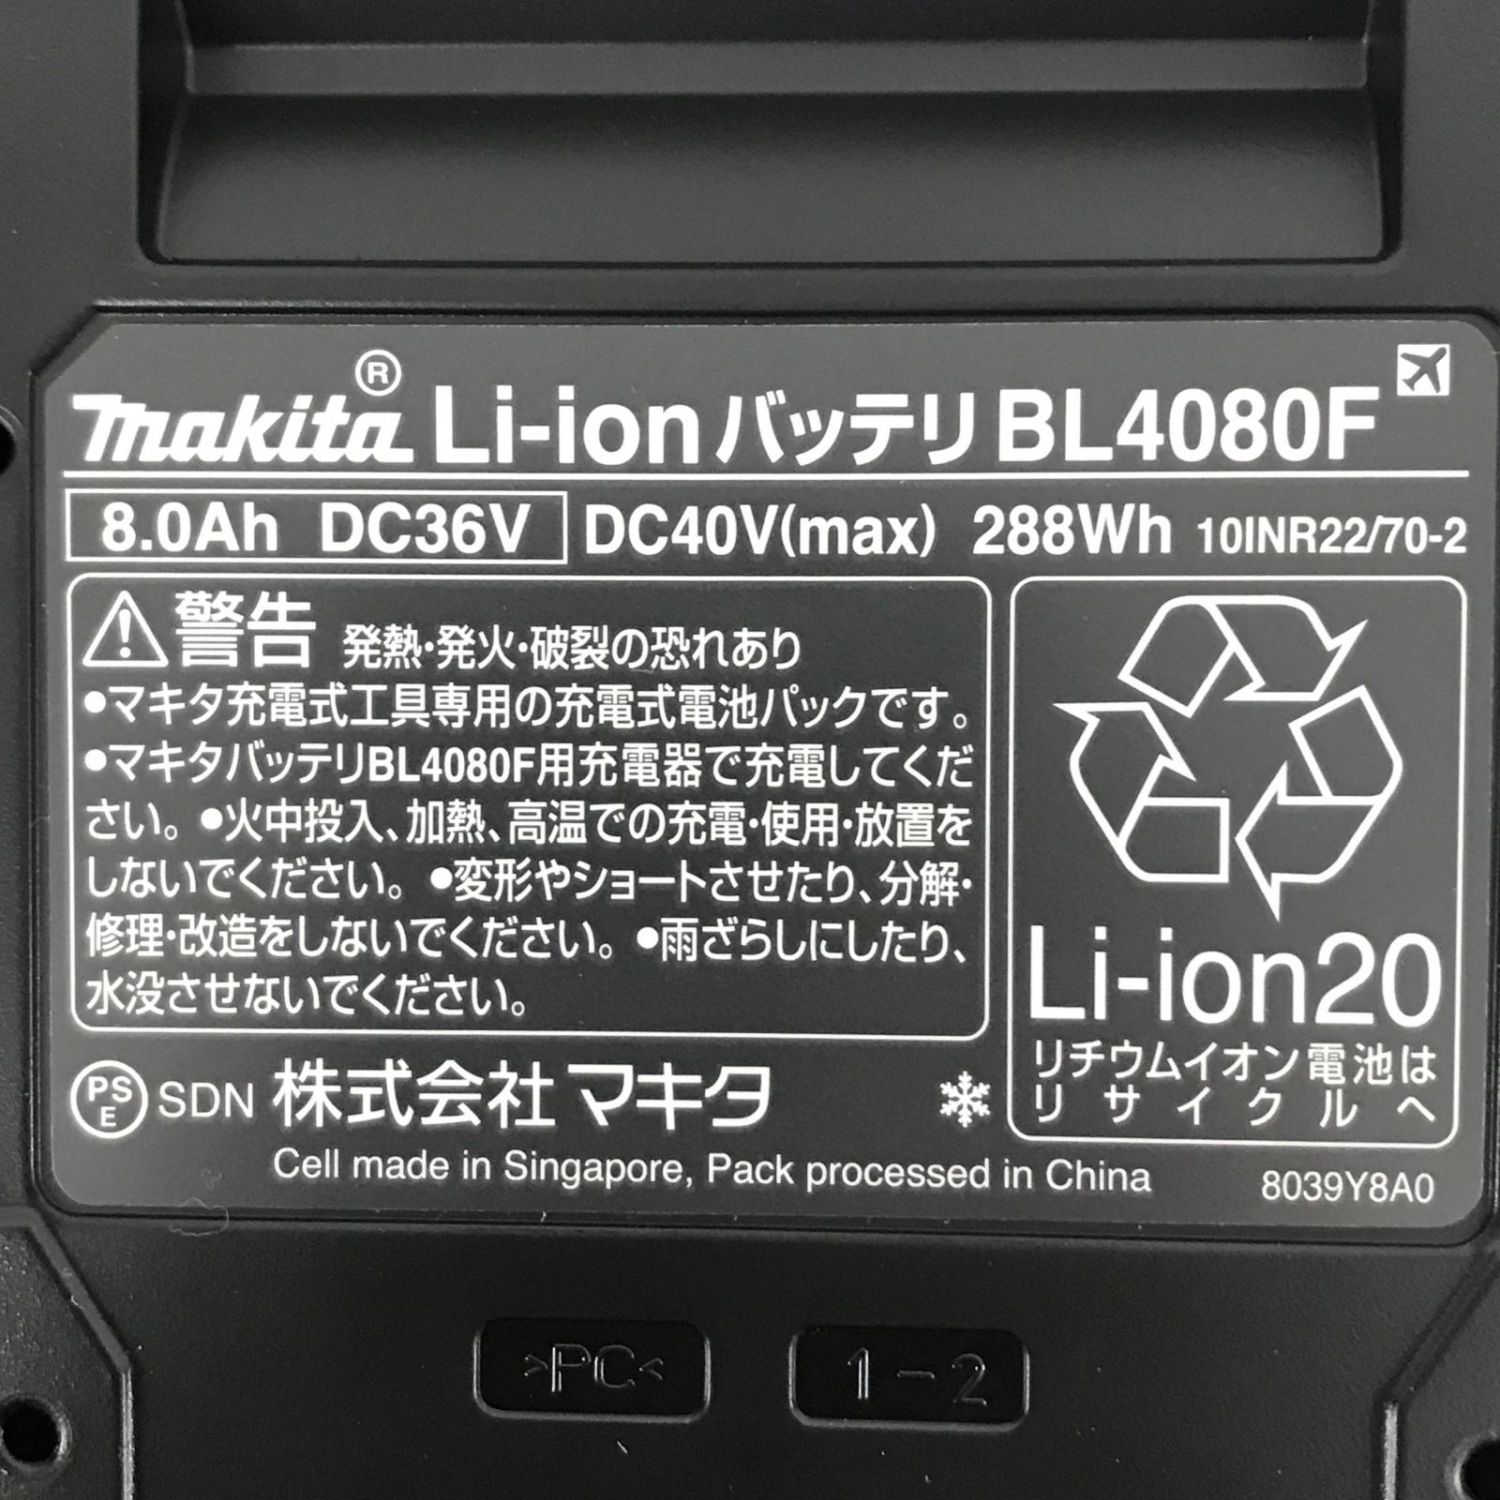 makita® Li-ionバッテリ BL4080F
8.0Ah DC36V DC40V(max) 288Wh 10INR22/70-2
警告 発熱・発火・破裂の恐れあり
●マキタ充電式工具専用の充電式電池パックです。
●マキタバッテリBL4080F用充電器で充電してくだ
さい。●火中投入、加熱、高温での充電・使用・放置を
しないでください。●変形やショートさせたり、分解・
修理・改造をしないでください。●雨ざらしにしたり、
水没させないでください。
Li-ion20
リチウムイオン電池は
リサイクルへ
PSE SDN 株式会社マキタ
Cell made in Singapore, Pack processed in China
8039Y8A0
>PC<
1-2